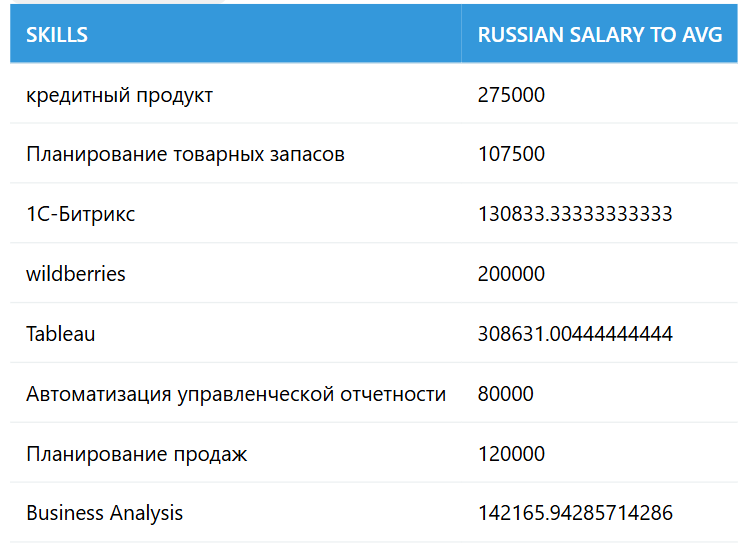 SKILLS RUSSIAN SALARY TO AVG
кредитный продукт 275000
Планирование товарных запасов 107500
1С-Битрикс 130833.33333333333
wildberries 200000
Tableau 308631.00444444444
Автоматизация управленческой отчетности 80000
Планирование продаж 120000
Business Analysis 142165.94285714286